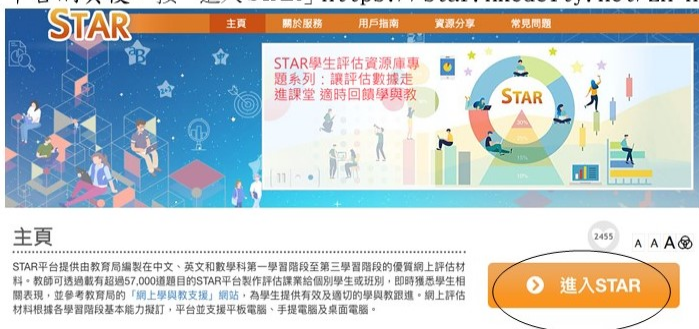 STAR
主頁 關於服務 用戶指南 資源分享 常見問題
STAR學生評估資源庫專
題系列：讓評估數據走
進課堂 適時回饋學與教
STAR
主頁
2455 A A A
STAR平台提供由教育局編製在中文、英文和數學科第一學習階段至第三學習階段的優質網上評估材
料。教師可透過載有超過57,000道題目的STAR平台製作評估課業給個別學生或班別，即時獲悉學生相
關表現，並參考教育局的「網上學與教支援」網站，為學生提供有效及適切的學與教跟進。網上評估
材料根據各學習階段基本能力擬訂，平台並支援平板電腦、手提電腦及桌面電腦。
進入STAR